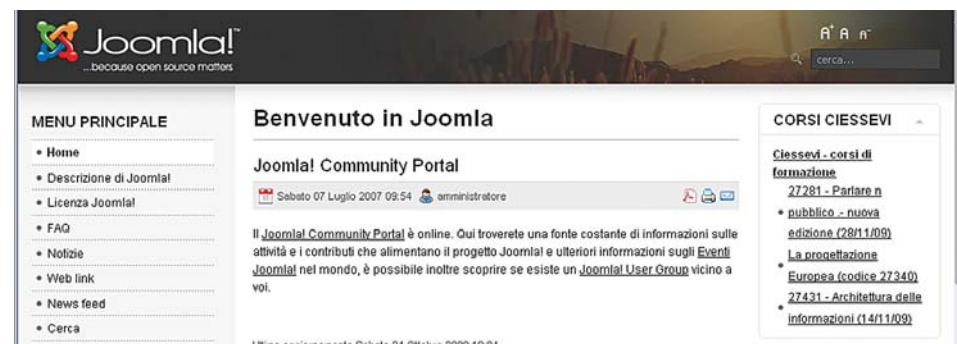 Joomla!™
...because open source matters
A⁺ A A⁻
cerca...
MENU PRINCIPALE
• Home
• Descrizione di Joomla!
• Licenza Joomla!
• FAQ
• Notizie
• Web link
• News feed
• Cerca
Benvenuto in Joomla
Joomla! Community Portal
Sabato 07 Luglio 2007 09:54 amministratore
Il Joomla! Community Portal è online. Qui troverete una fonte costante di informazioni sulle
attività e i contributi che alimentano il progetto Joomla! e ulteriori informazioni sugli Eventi
Joomla! nel mondo, è possibile inoltre scoprire se esiste un Joomla! User Group vicino a
voi.
CORSI CIESSEVI
Ciessevi - corsi di
formazione
27281 - Parlare n
• pubblico .- nuova
edizione (28/11/09)
La progettazione
• Europea (codice 27340)
27431 - Architettura delle
• informazioni (14/11/09)